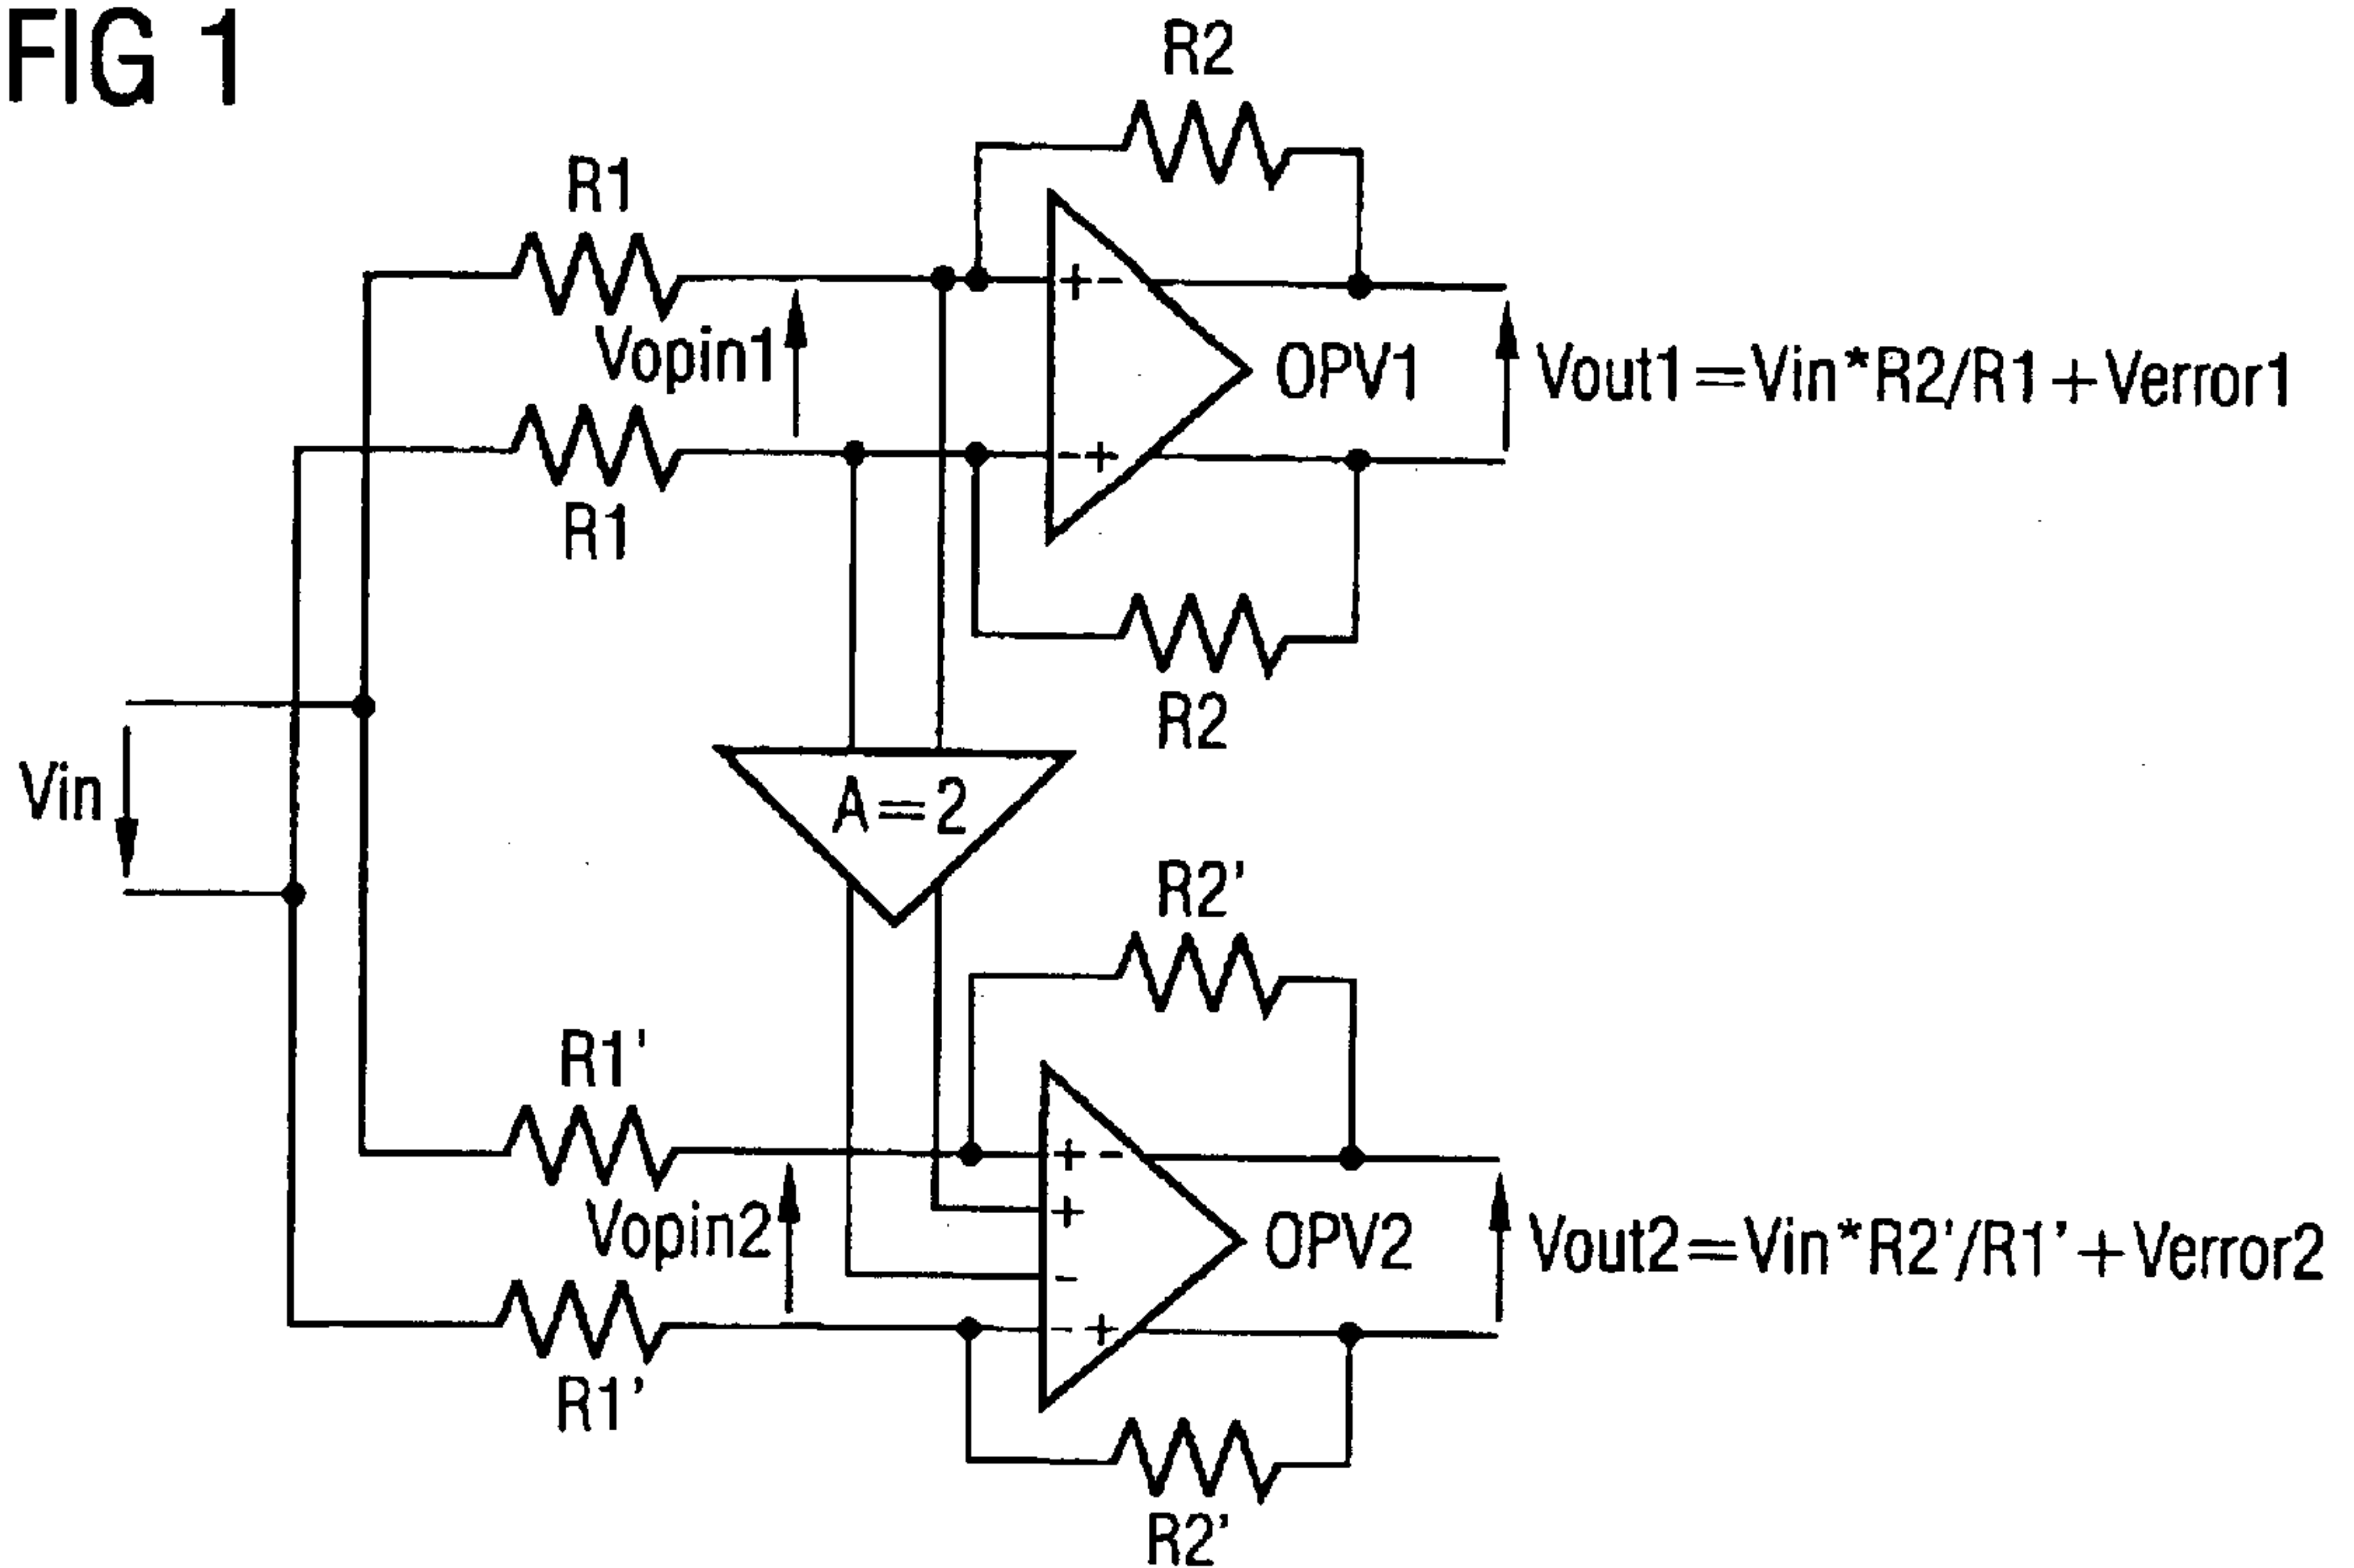 FIG 1
R2
R1
+-
Vopin1
OPV1
Vout1=Vin*R2/R1+Verror1
-+
R1
R2
Vin
A=2
R2'
R1'
+-
+
Vopin2
OPV2
Vout2=Vin*R2'/R1'+Verror2
-
-+
R1'
R2'